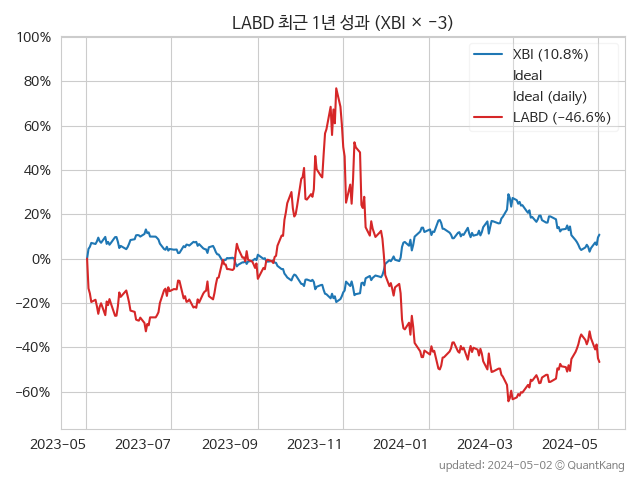 LABD 최근 1년 성과 (XBI × -3)
100%
80%
60%
40%
20%
0%
-20%
-40%
-60%
XBI (10.8%)
Ideal
Ideal (daily)
LABD (-46.6%)
2023-05
2023-07
2023-09
2023-11
2024-01
2024-03
2024-05
updated: 2024-05-02 © QuantKang